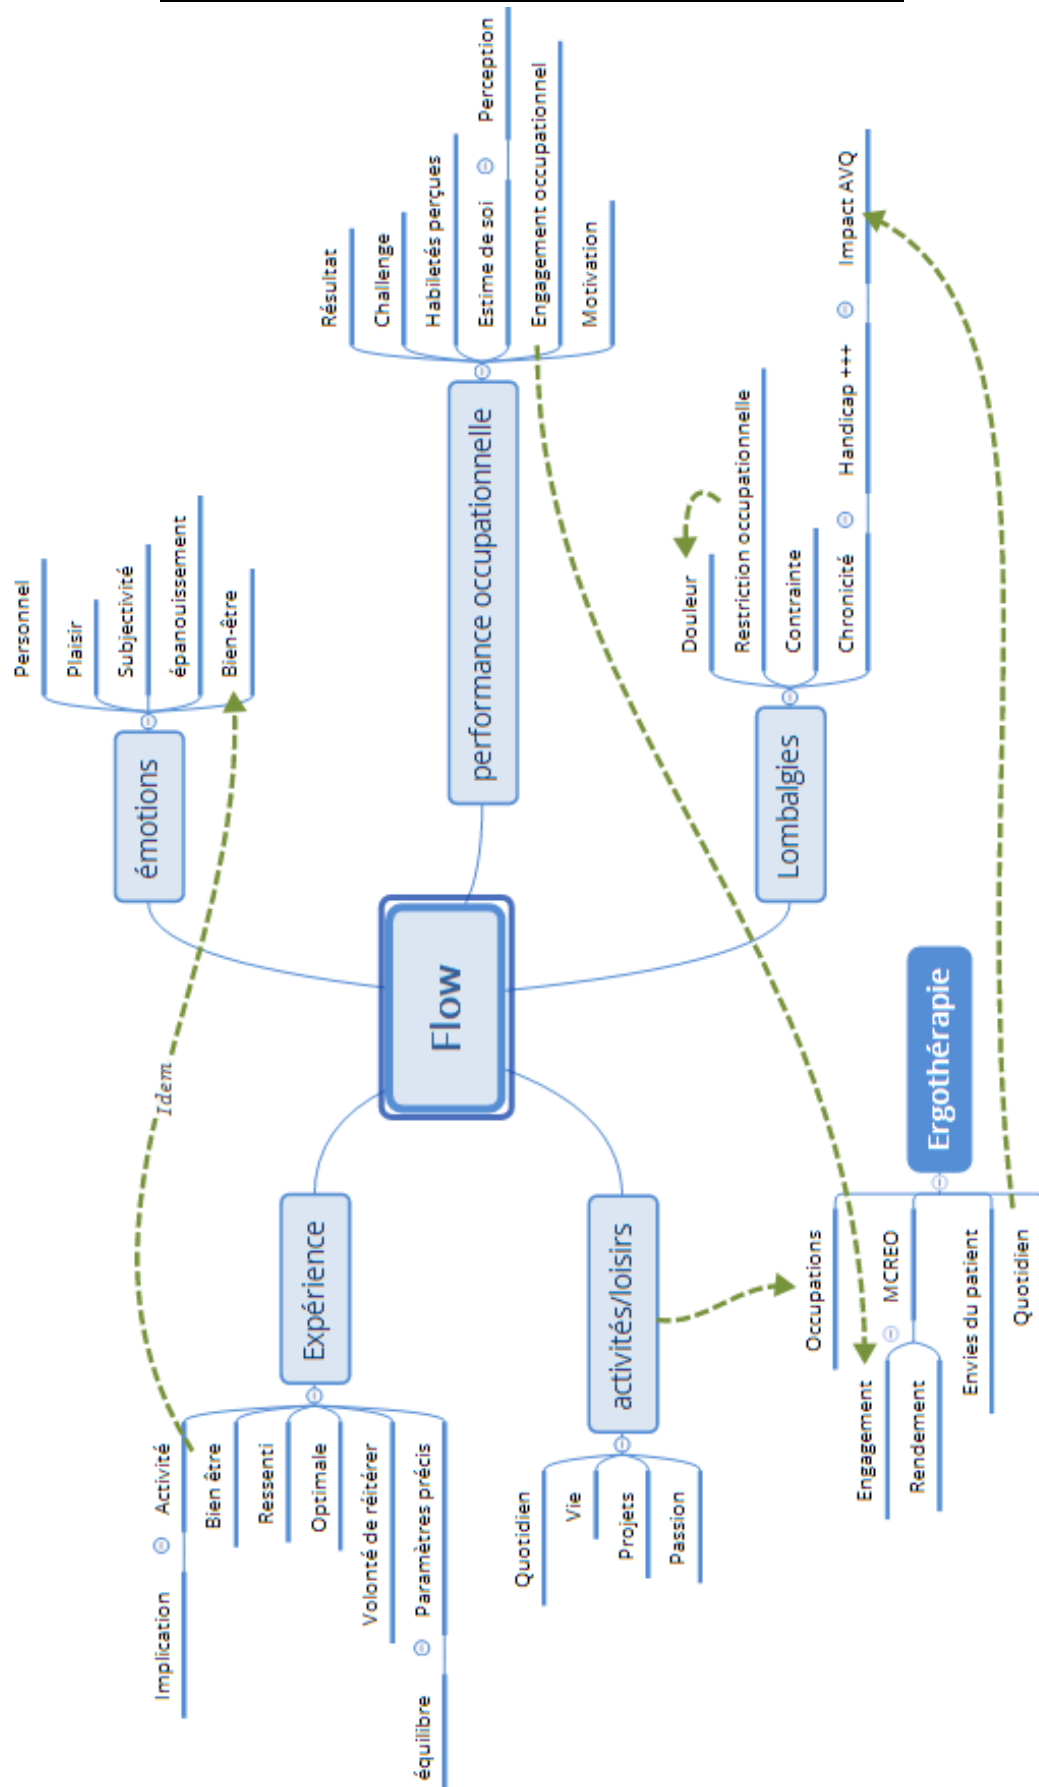 Flow
émotions
Personnel
Plaisir
Subjectivité
épanouissement
Bien-être
performance occupationnelle
Résultat
Challenge
Habiletés perçues
Estime de soi
Perception
Engagement occupationnel
Motivation
Lombalgies
Douleur
Restriction occupationnelle
Contrainte
Chronicité
Handicap +++
Impact AVQ
Expérience
Activité
Implication
Bien être
Ressenti
Optimale
Volonté de réitérer
Paramètres précis
équilibre
Idem
activités/loisirs
Quotidien
Vie
Projets
Passion
Ergothérapie
Occupations
MCREO
Engagement
Rendement
Envies du patient
Quotidien